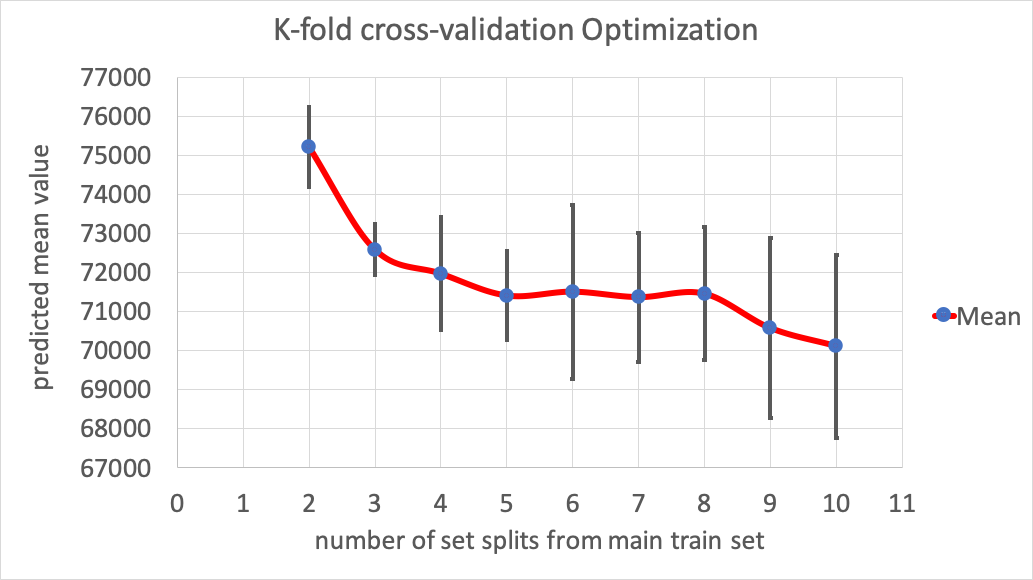 K-fold cross-validation Optimization
77000
76000
75000
74000
73000
72000
71000
70000
69000
68000
67000
predicted mean value
0 1 2 3 4 5 6 7 8 9 10 11
number of set splits from main train set
Mean